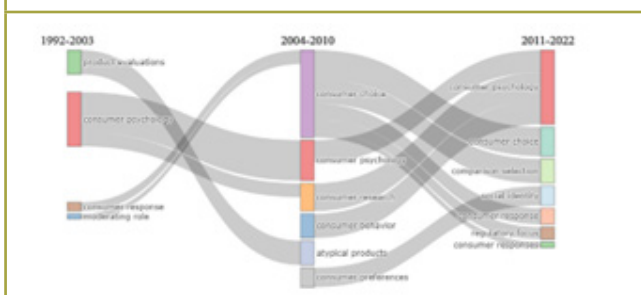 1992-2003
product evaluations
consumer psychology
consumer response
moderating role
2004-2010
consumer choice
consumer psychology
consumer research
consumer behavior
atypical products
consumer preferences
2011-2022
consumer psychology
consumer choice
comparison selection
social identity
consumer response
regulatory focus
consumer responses